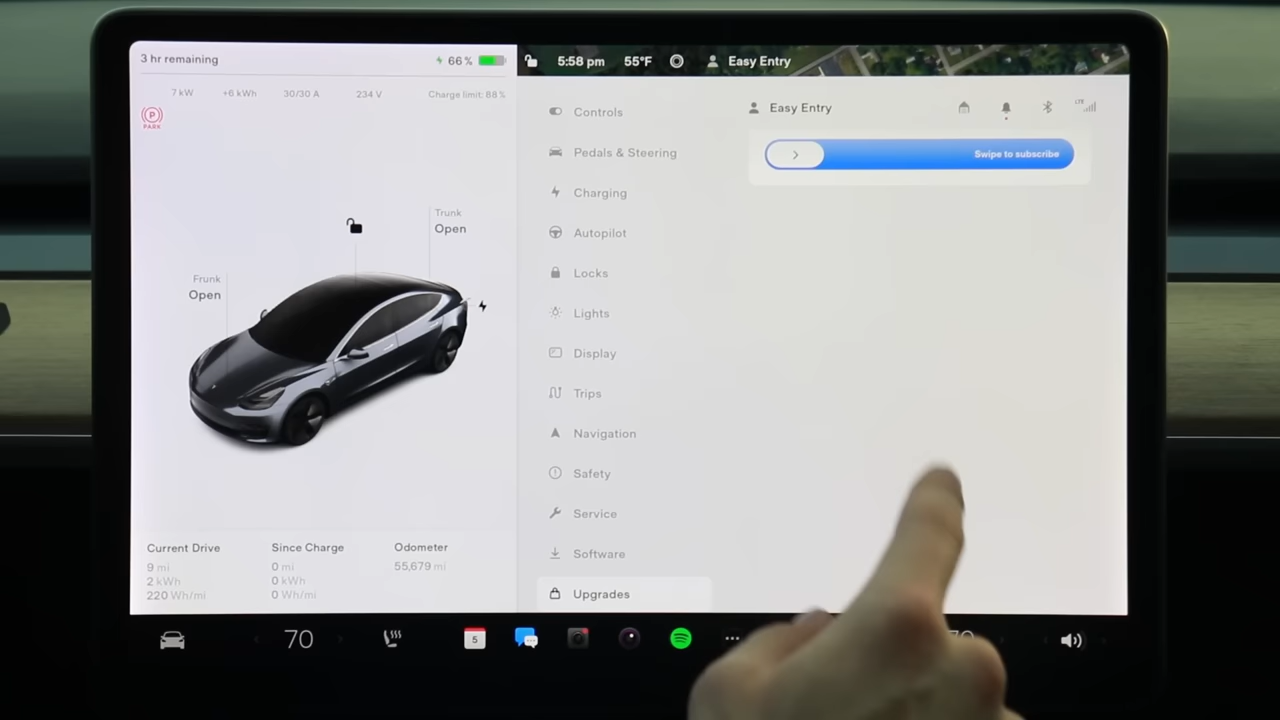 3 hr remaining
66%
7 kW +6 kWh 30/30 A 234 V Charge limit: 88%
P
PARK
Trunk
Open
Frunk
Open
Current Drive
9 mi
2 kWh
220 Wh/mi
Since Charge
0 mi
0 kWh
0 Wh/mi
Odometer
55,679 mi
5:58 pm 55°F Easy Entry
Controls
Pedals & Steering
Charging
Autopilot
Locks
Lights
Display
Trips
Navigation
Safety
Service
Software
Upgrades
Easy Entry
LTE
Swipe to subscribe
70
5
70